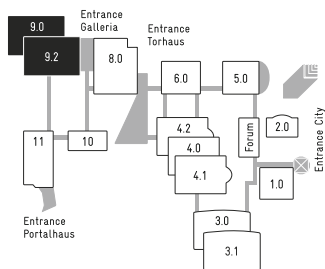 Entrance
Galleria
Entrance
Torhaus
9.0
9.2
8.0
6.0
5.0
4.2
4.0
4.1
Forum
2.0
11
10
1.0
Entrance City
3.0
3.1
Entrance
Portalhaus